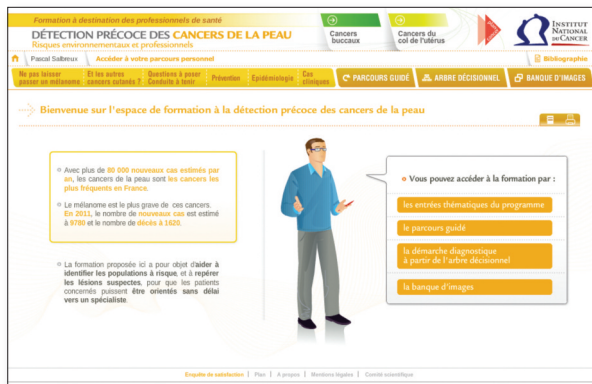 Formation à destination des professionnels de santé
DÉTECTION PRÉCOCE DES CANCERS DE LA PEAU
Risques environnementaux et professionnels
Cancers
buccaux
Cancers du
col de l'utérus
INSTITUT
NATIONAL
DU CANCER
Pascal Salbreux
Accéder à votre parcours personnel
Bibliographie
Ne pas laisser
passer un mélanome
Et les autres
cancers cutanés ?
Questions à poser
Conduite à tenir
Prévention
Epidémiologie
Cas
cliniques
PARCOURS GUIDÉ
ARBRE DÉCISIONNEL
BANQUE D'IMAGES
Bienvenue sur l'espace de formation à la détection précoce des cancers de la peau
Avec plus de 80 000 nouveaux cas estimés par
an, les cancers de la peau sont les cancers les
plus fréquents en France.
Le mélanome est le plus grave de ces cancers.
En 2011, le nombre de nouveaux cas est estimé
à 9780 et le nombre de décès à 1620.
La formation proposée ici a pour objet d'aider à
identifier les populations à risque, et à repérer
les lésions suspectes, pour que les patients
concernés puissent être orientés sans délai
vers un spécialiste.
Vous pouvez accéder à la formation par :
les entrées thématiques du programme
le parcours guidé
la démarche diagnostique
à partir de l'arbre décisionnel
la banque d'images
Enquête de satisfaction | Plan | A propos | Mentions légales | Comité scientifique